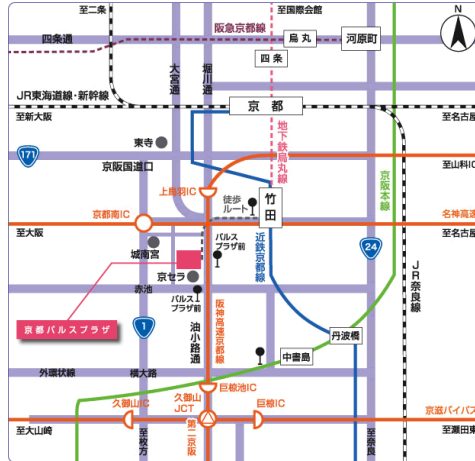 至二条
至国際会館
N
阪急京都線
四条通
烏丸
河原町
四条
大宮通
堀川通
JR東海道線・新幹線
京都
至新大阪
至名古屋
地下鉄烏丸線
東寺
171
京阪国道口
至山科IC
上鳥羽IC
京阪本線
徒歩
ルート
竹田
京都南IC
名神高速
至大阪
至名古屋
パルス
プラザ前
近鉄京都線
24
城南宮
JR奈良線
京セラ
赤池
パルス
プラザ前
京都パルスプラザ
1
油小路通
阪神高速京都線
丹波橋
中書島
外環状線
横大路
巨椋池IC
久御山IC
久御山
JCT
巨椋IC
京滋バイパス
至大山崎
至枚方
第二京阪
至奈良
至瀬田東